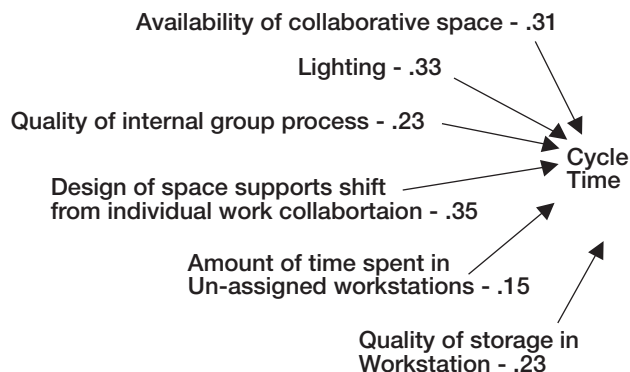 Availability of collaborative space - .31
Lighting - .33
Quality of internal group process - .23
Cycle
Time
Design of space supports shift
from individual work collabortaion - .35
Amount of time spent in
Un-assigned workstations - .15
Quality of storage in
Workstation - .23